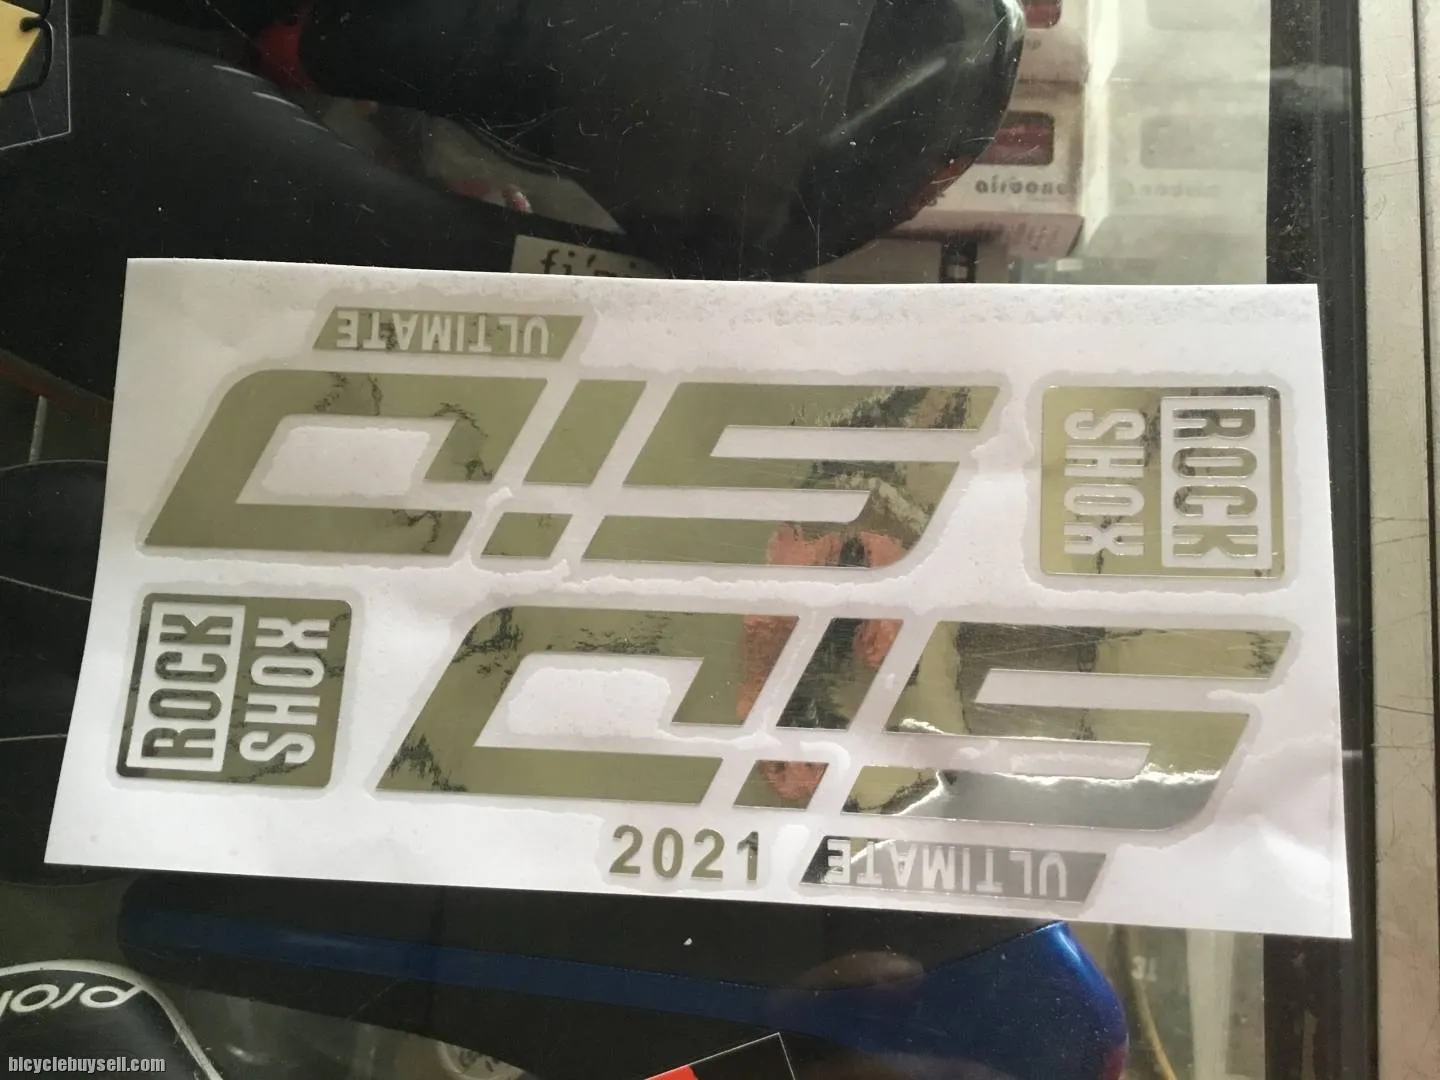 ULTIMATE
SID
ROCK
SHOX
ROCK
SHOX
SID
2021
ULTIMATE
bicyclebuysell.com